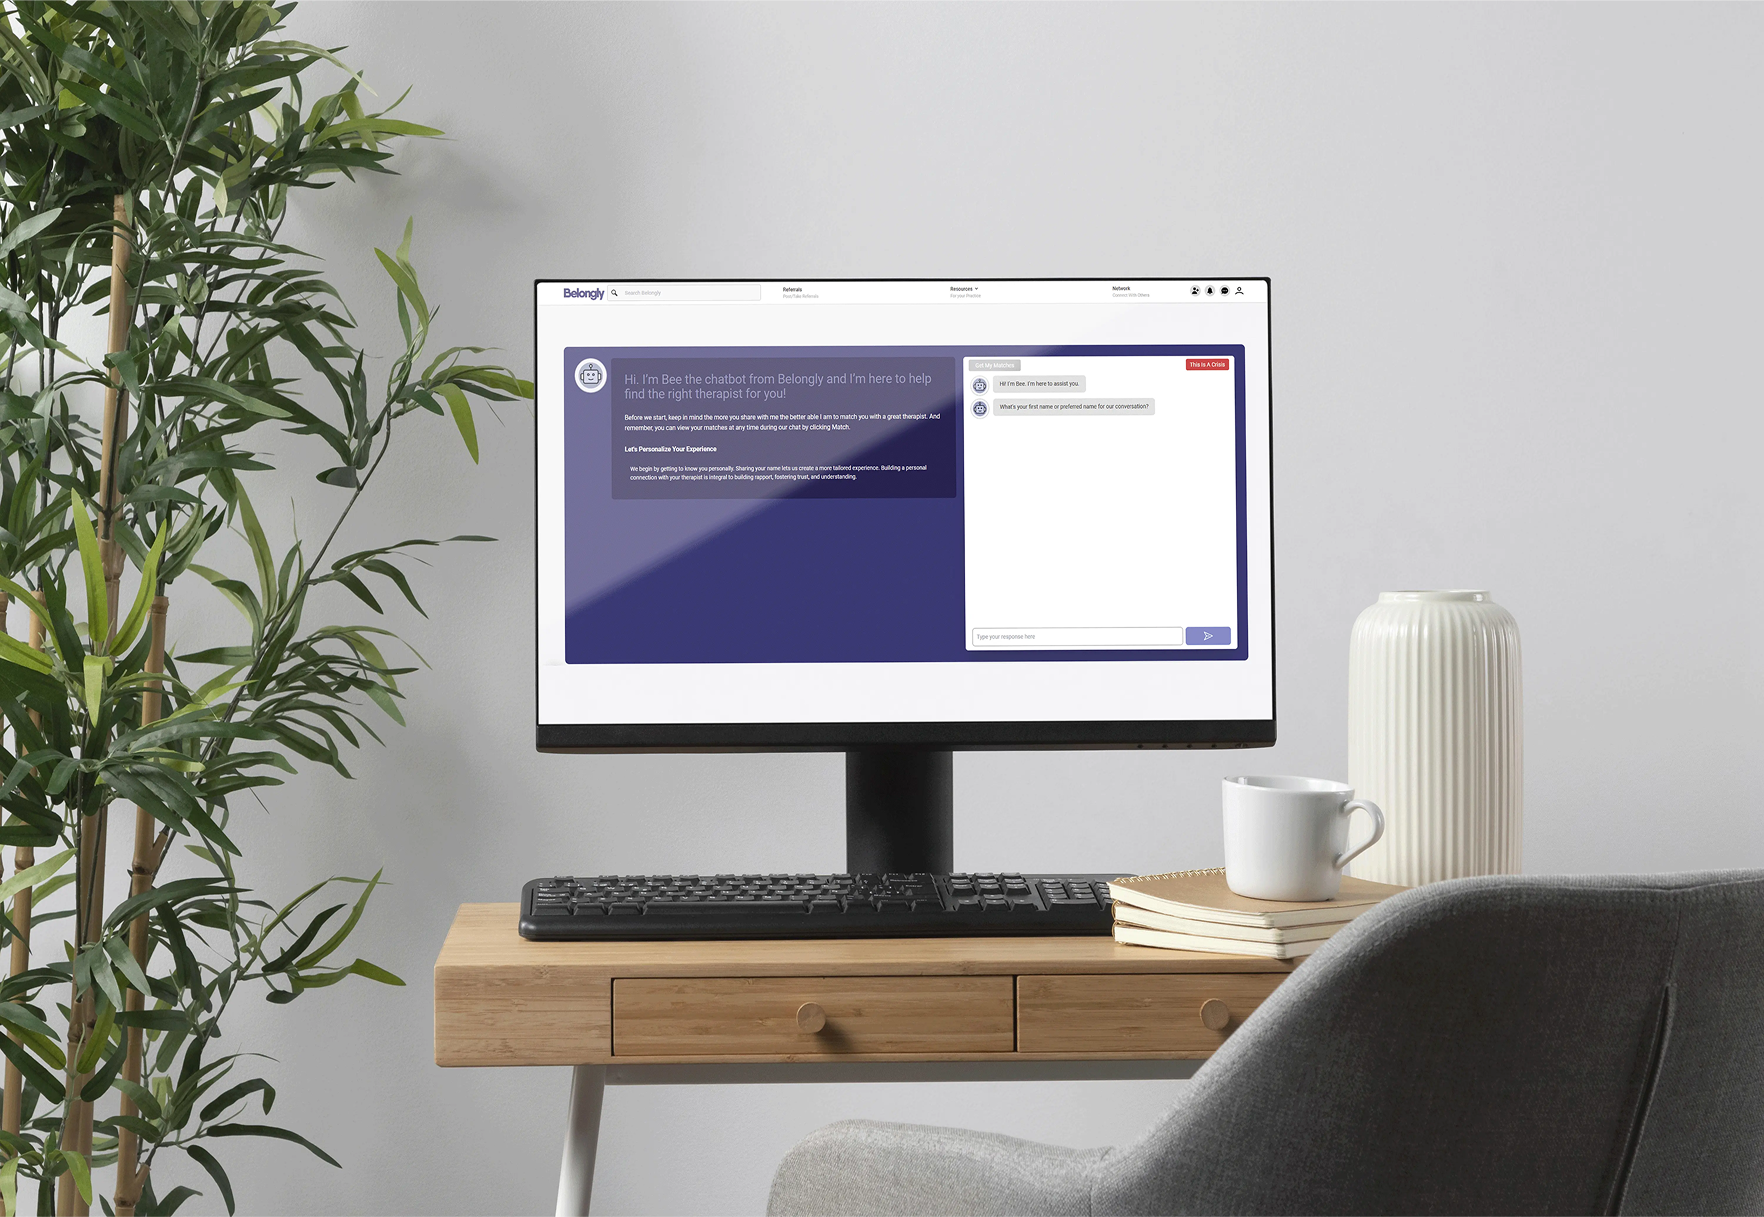 Belongly
Search Belongly
Referrals
Post/Take Referrals
Resources
For your Practice
Network
Connect With Others
Hi. I'm Bee the chatbot from Belongly and I'm here to help
find the right therapist for you!
Before we start, keep in mind the more you share with me the better able I am to match you with a great therapist. And
remember, you can view your matches at any time during our chat by clicking Match.
Let's Personalize Your Experience
We begin by getting to know you personally. Sharing your name lets us create a more tailored experience. Building a personal
connection with your therapist is integral to building rapport, fostering trust, and understanding.
Get My Matches
This Is A Crisis
Hi! I'm Bee. I'm here to assist you.
What's your first name or preferred name for our conversation?
Type your response here